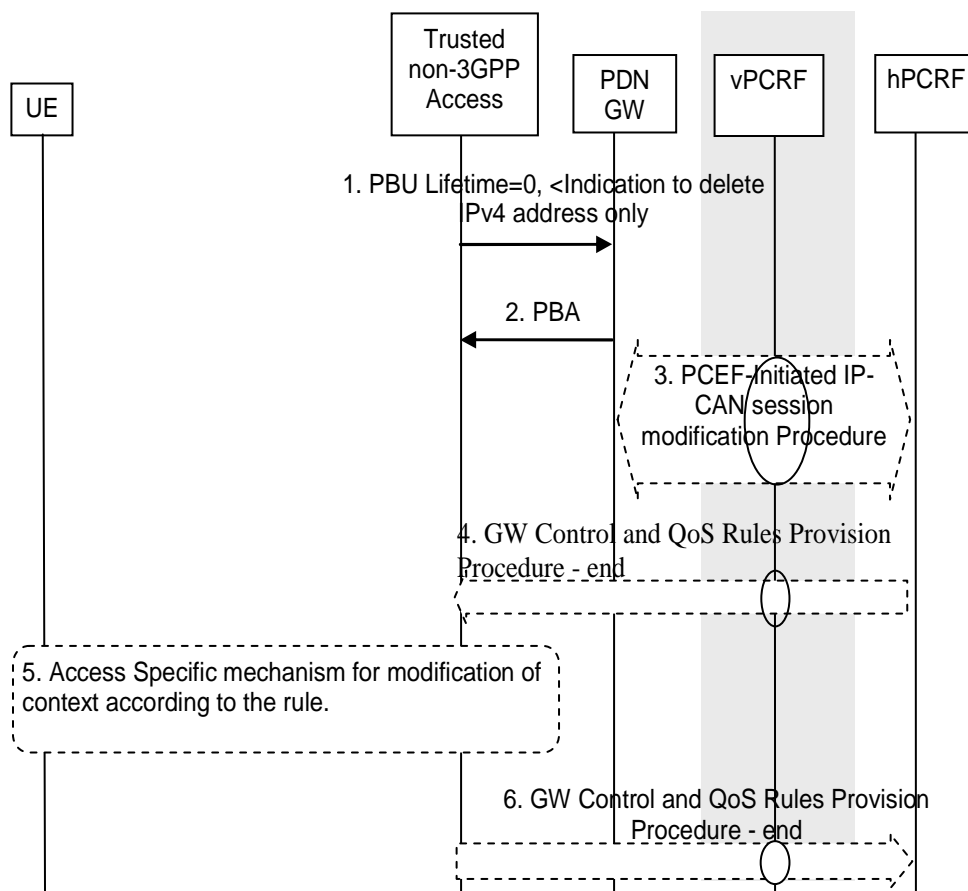 Trusted
non-3GPP
Access
PDN
GW
vPCRF
hPCRF
UE
1. PBU Lifetime=0, <Indication to delete
IPv4 address only
2. PBA
3. PCEF-Initiated IP-
CAN session
modification Procedure
4. GW Control and QoS Rules Provision
Procedure - end
5. Access Specific mechanism for modification of
context according to the rule.
6. GW Control and QoS Rules Provision
Procedure - end